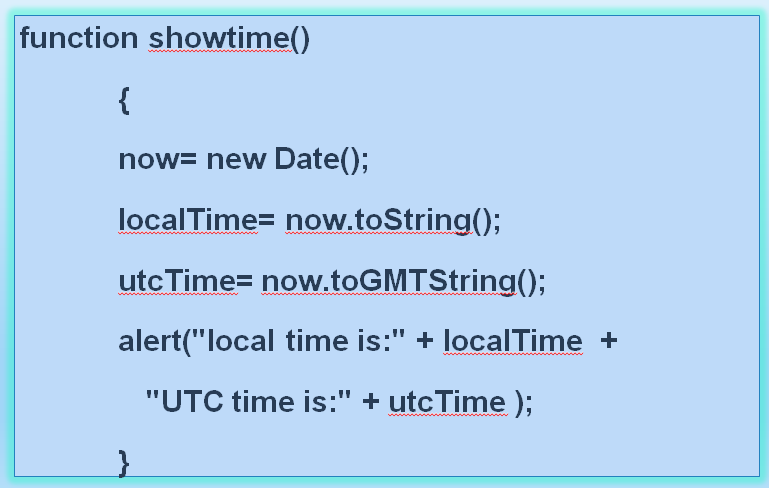 function showtime()
{
now= new Date();
localTime= now.toString();
utcTime= now.toGMTString();
alert("local time is:" + localTime  +
"UTC time is:" + utcTime );
}